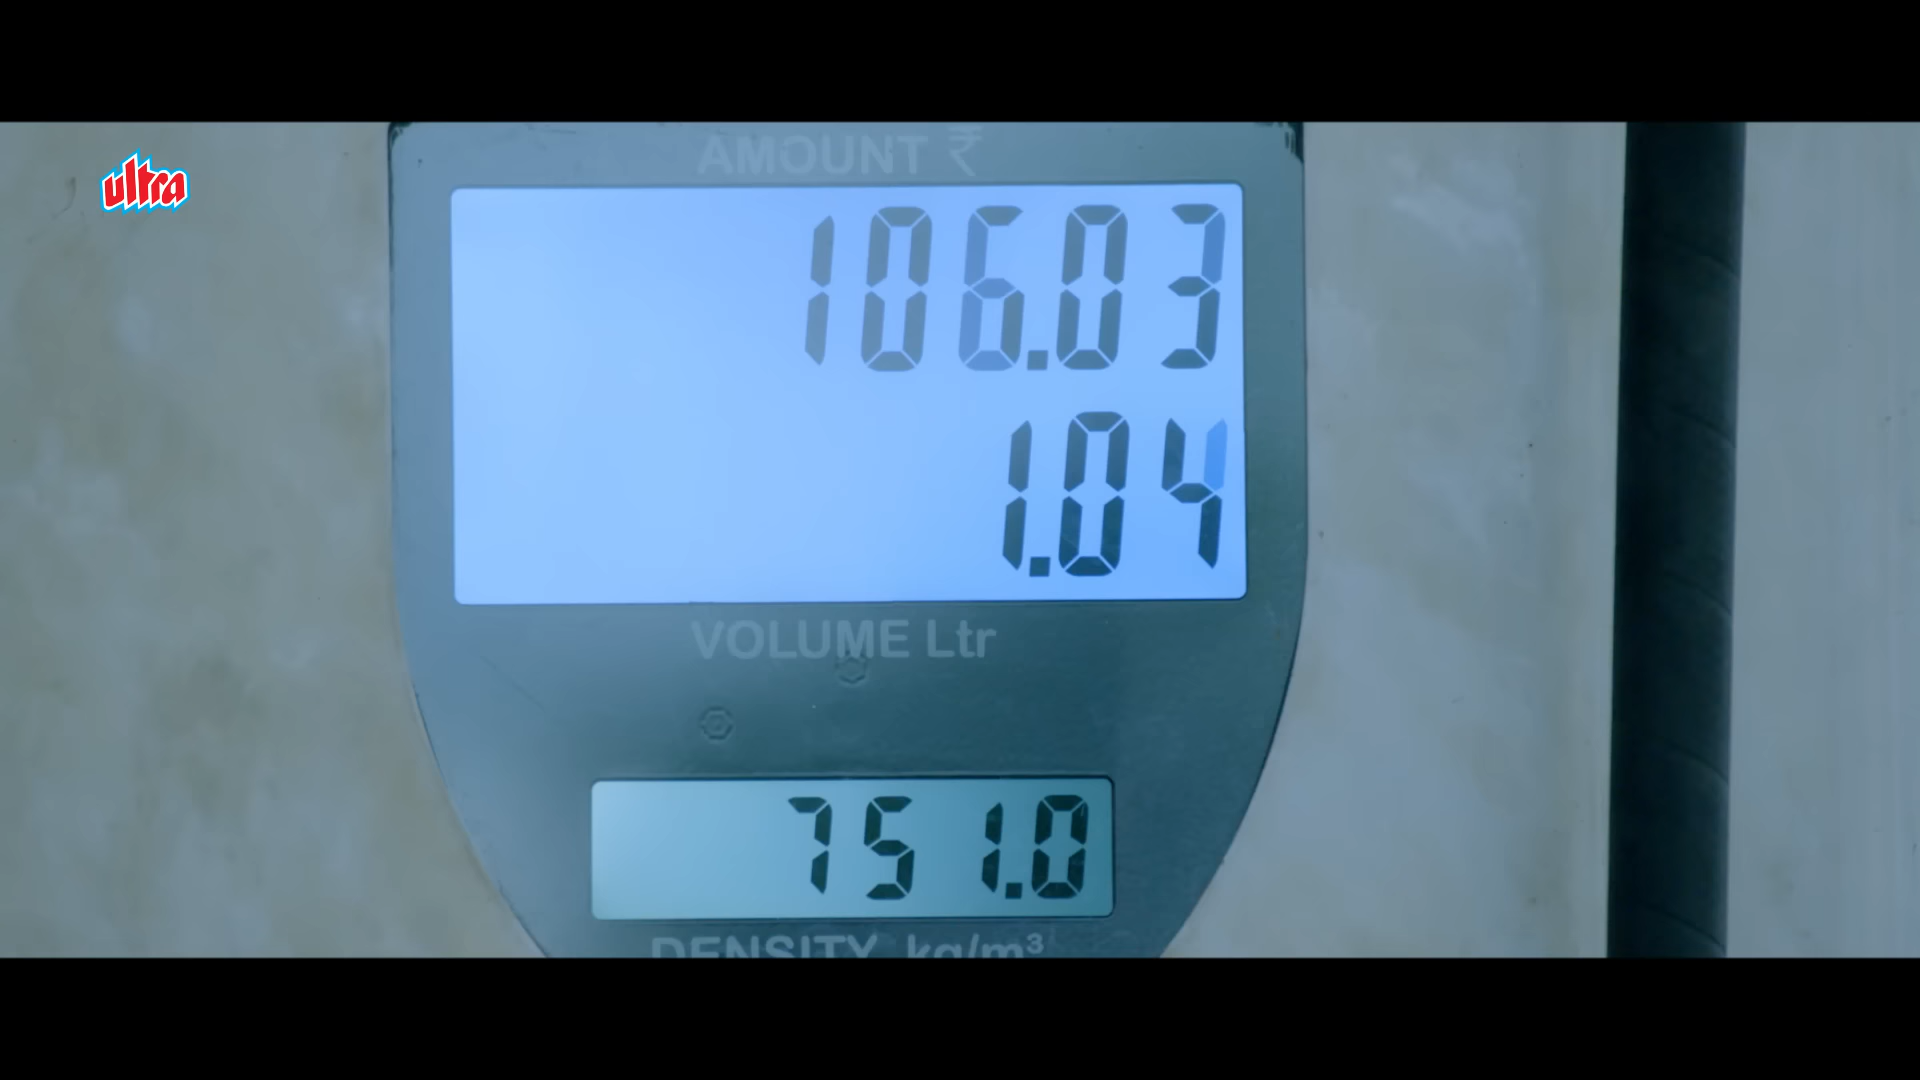 ultra
AMOUNT ₹
106.03
1.04
VOLUME Ltr
751.0
DENSITY kg/m³